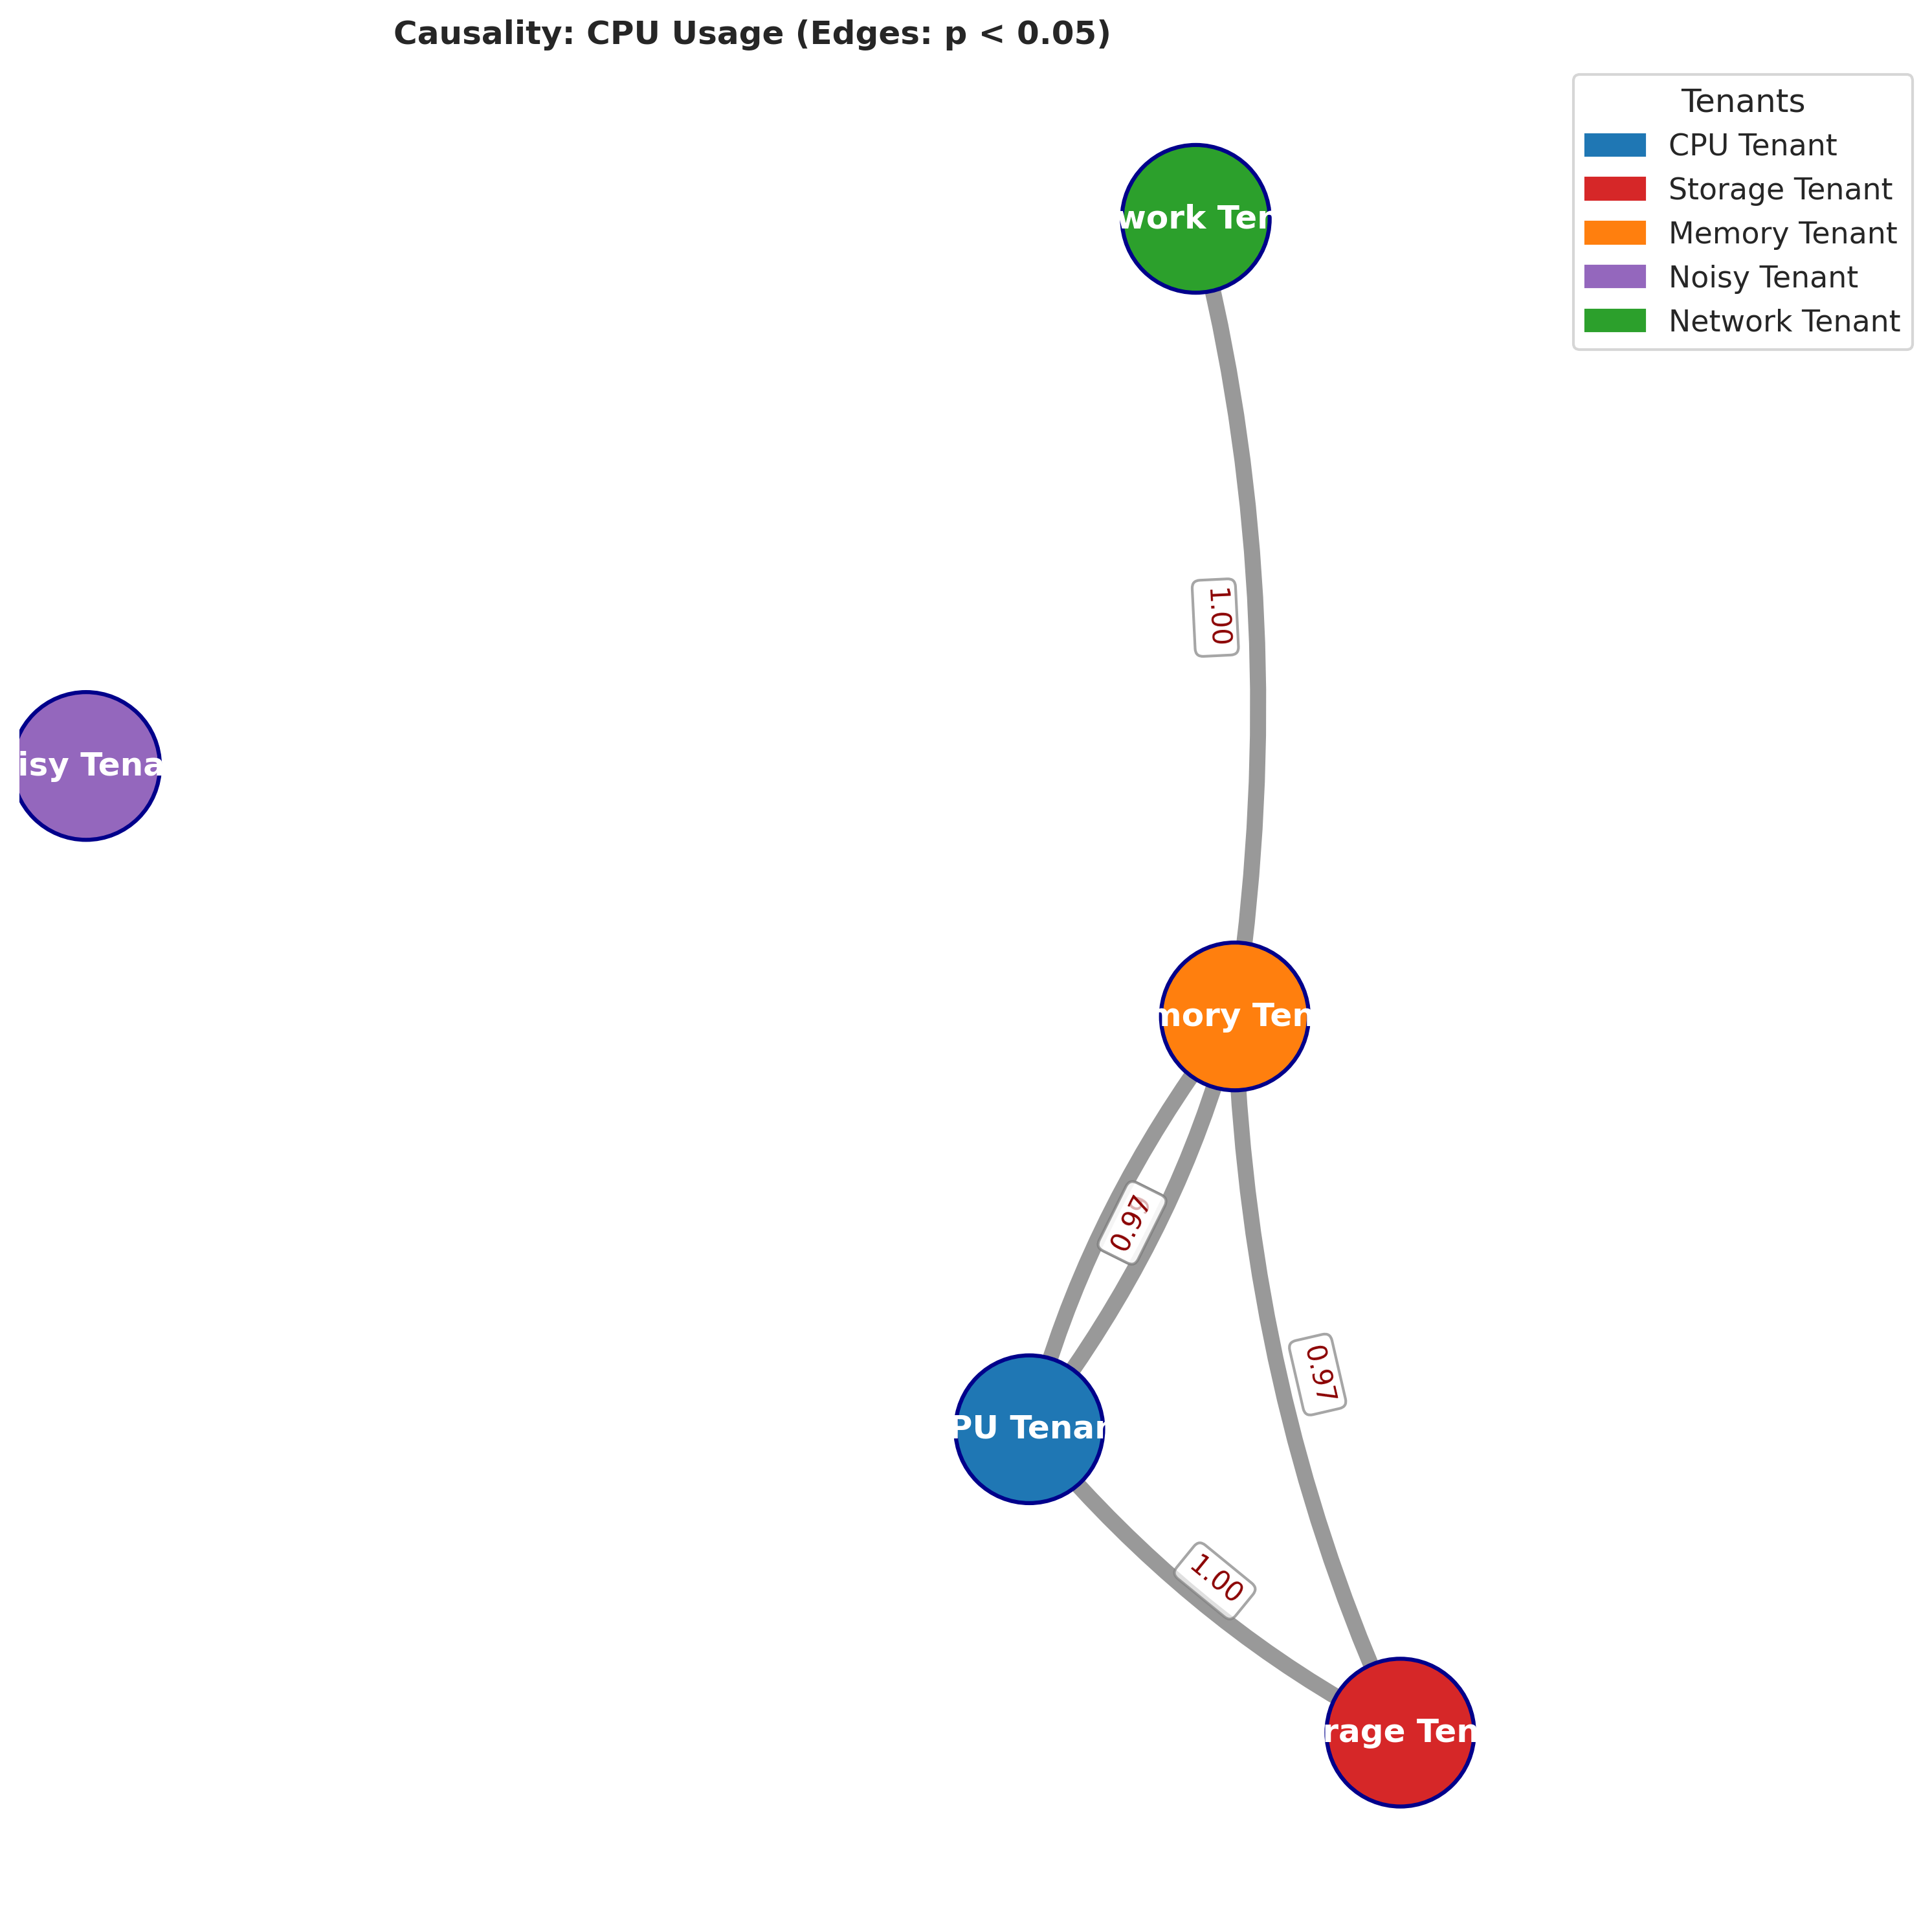 Causality: CPU Usage (Edges: p < 0.05)
Tenants
CPU Tenant
Storage Tenant
Memory Tenant
Noisy Tenant
Network Tenant
work Ten
1.00
isy Tena
mory Ten
0.97
0.97
PU Tenan
1.00
rage Ten